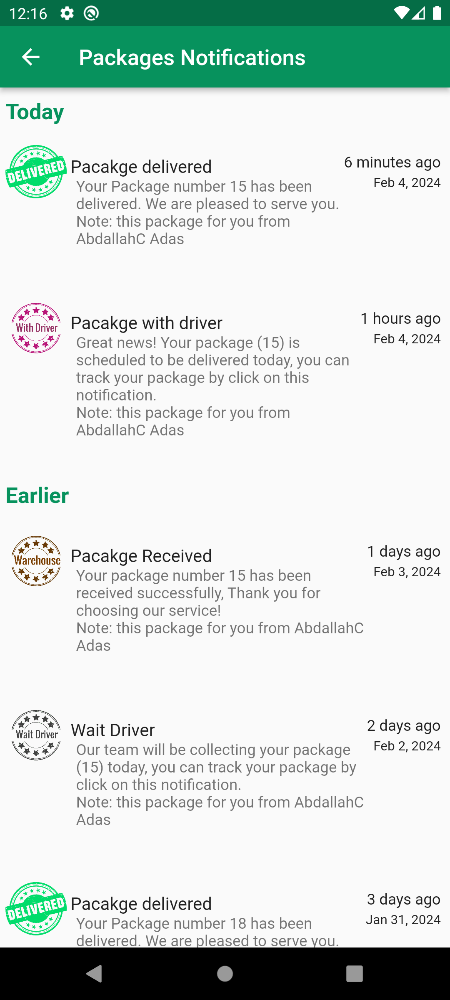 12:16
Packages Notifications
Today
DELIVERED
Pacakge delivered
6 minutes ago
Feb 4, 2024
Your Package number 15 has been
delivered. We are pleased to serve you.
Note: this package for you from
AbdallahC Adas
With Driver
Pacakge with driver
1 hours ago
Feb 4, 2024
Great news! Your package (15) is
scheduled to be delivered today, you can
track your package by click on this
notification.
Note: this package for you from
AbdallahC Adas
Earlier
Warehouse
Pacakge Received
1 days ago
Feb 3, 2024
Your package number 15 has been
received successfully, Thank you for
choosing our service!
Note: this package for you from AbdallahC
Adas
Wait Driver
Wait Driver
2 days ago
Feb 2, 2024
Our team will be collecting your package
(15) today, you can track your package by
click on this notification.
Note: this package for you from AbdallahC
Adas
DELIVERED
Pacakge delivered
3 days ago
Jan 31, 2024
Your Package number 18 has been
delivered. We are pleased to serve you.